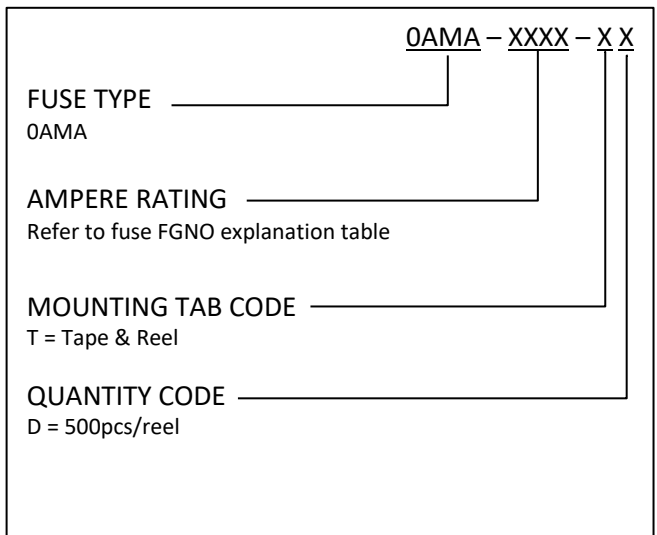 0AMA – XXXX – X X
FUSE TYPE
0AMA
AMPERE RATING
Refer to fuse FGNO explanation table
MOUNTING TAB CODE
T = Tape & Reel
QUANTITY CODE
D = 500pcs/reel